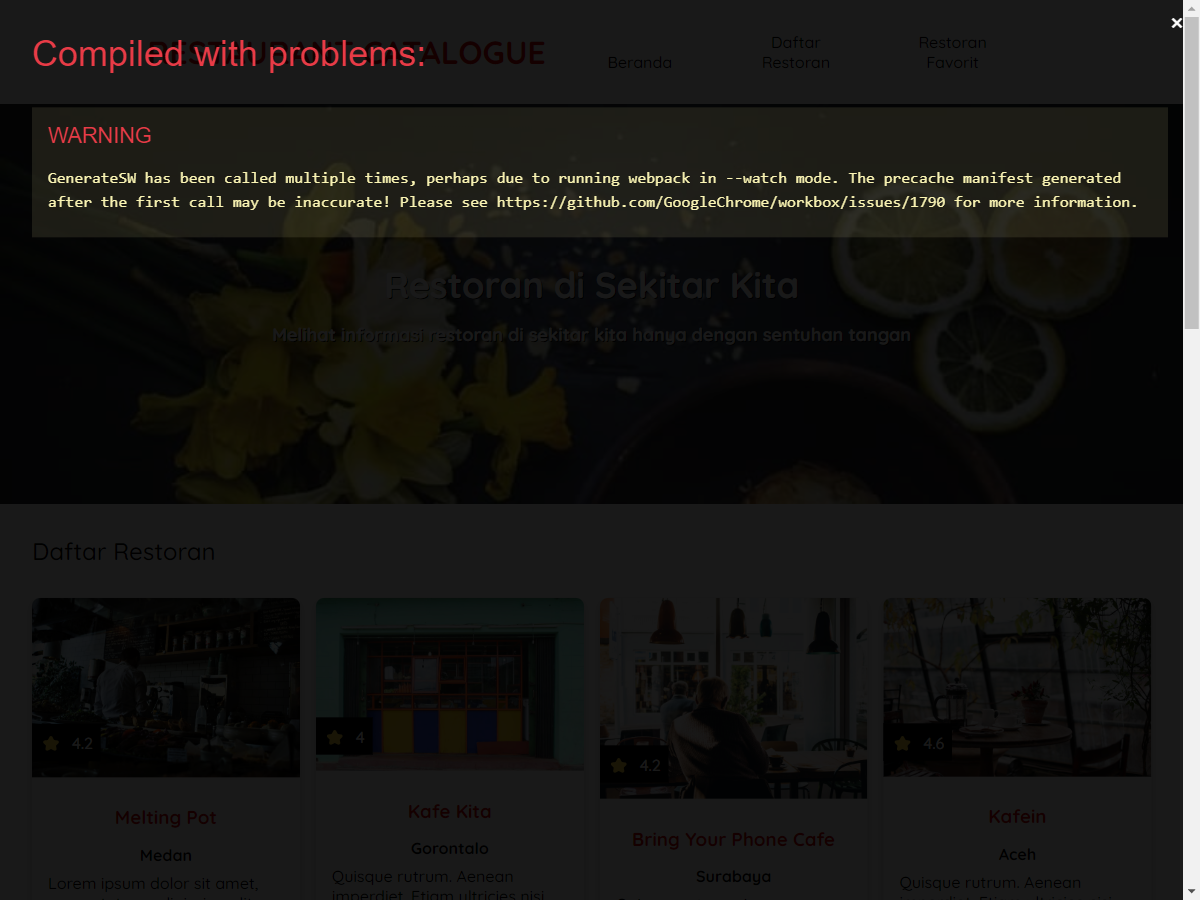 Compiled with problems:
Beranda
Daftar
Restoran
Restoran
Favorit
WARNING
GenerateSW has been called multiple times, perhaps due to running webpack in --watch mode. The precache manifest generated
after the first call may be inaccurate! Please see https://github.com/GoogleChrome/workbox/issues/1790 for more information.
Restoran di Sekitar Kita
Melihat informasi restoran di sekitar kita hanya dengan sentuhan tangan
Daftar Restoran
4.2
4
4.2
4.6
Melting Pot
Medan
Lorem ipsum dolor sit amet,
Kafe Kita
Gorontalo
Quisque rutrum. Aenean
imperdiet. Etiam ultricies nisi
Bring Your Phone Cafe
Surabaya
Kafein
Aceh
Quisque rutrum. Aenean